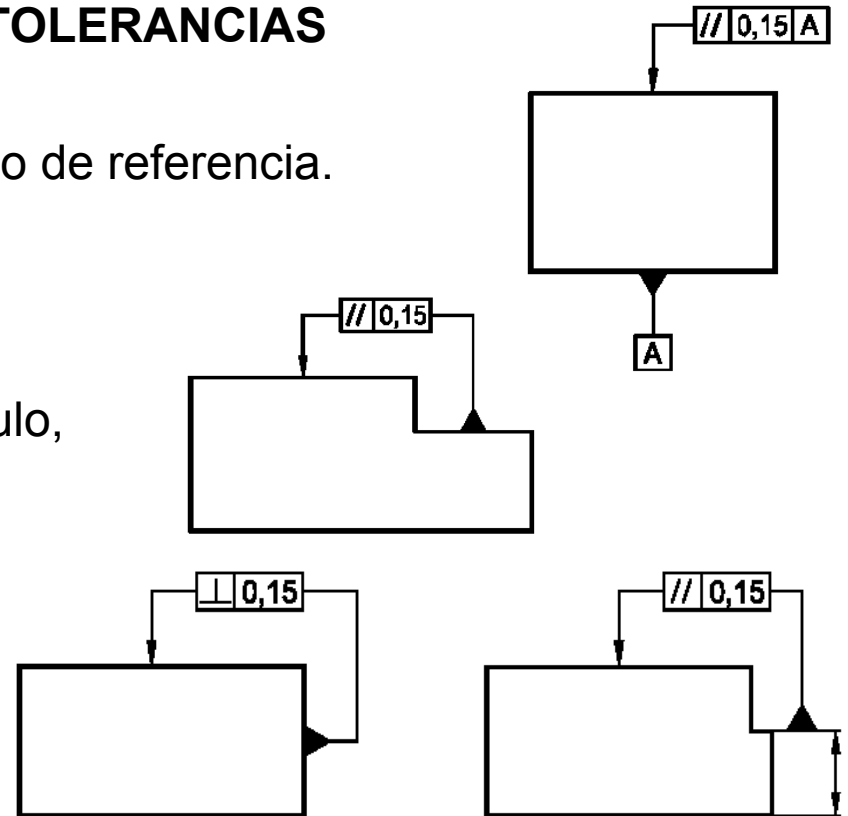 TOLERANCIAS
// 0,15 A
o de referencia.
// 0,15
A
ulo,
⊥ 0,15
// 0,15